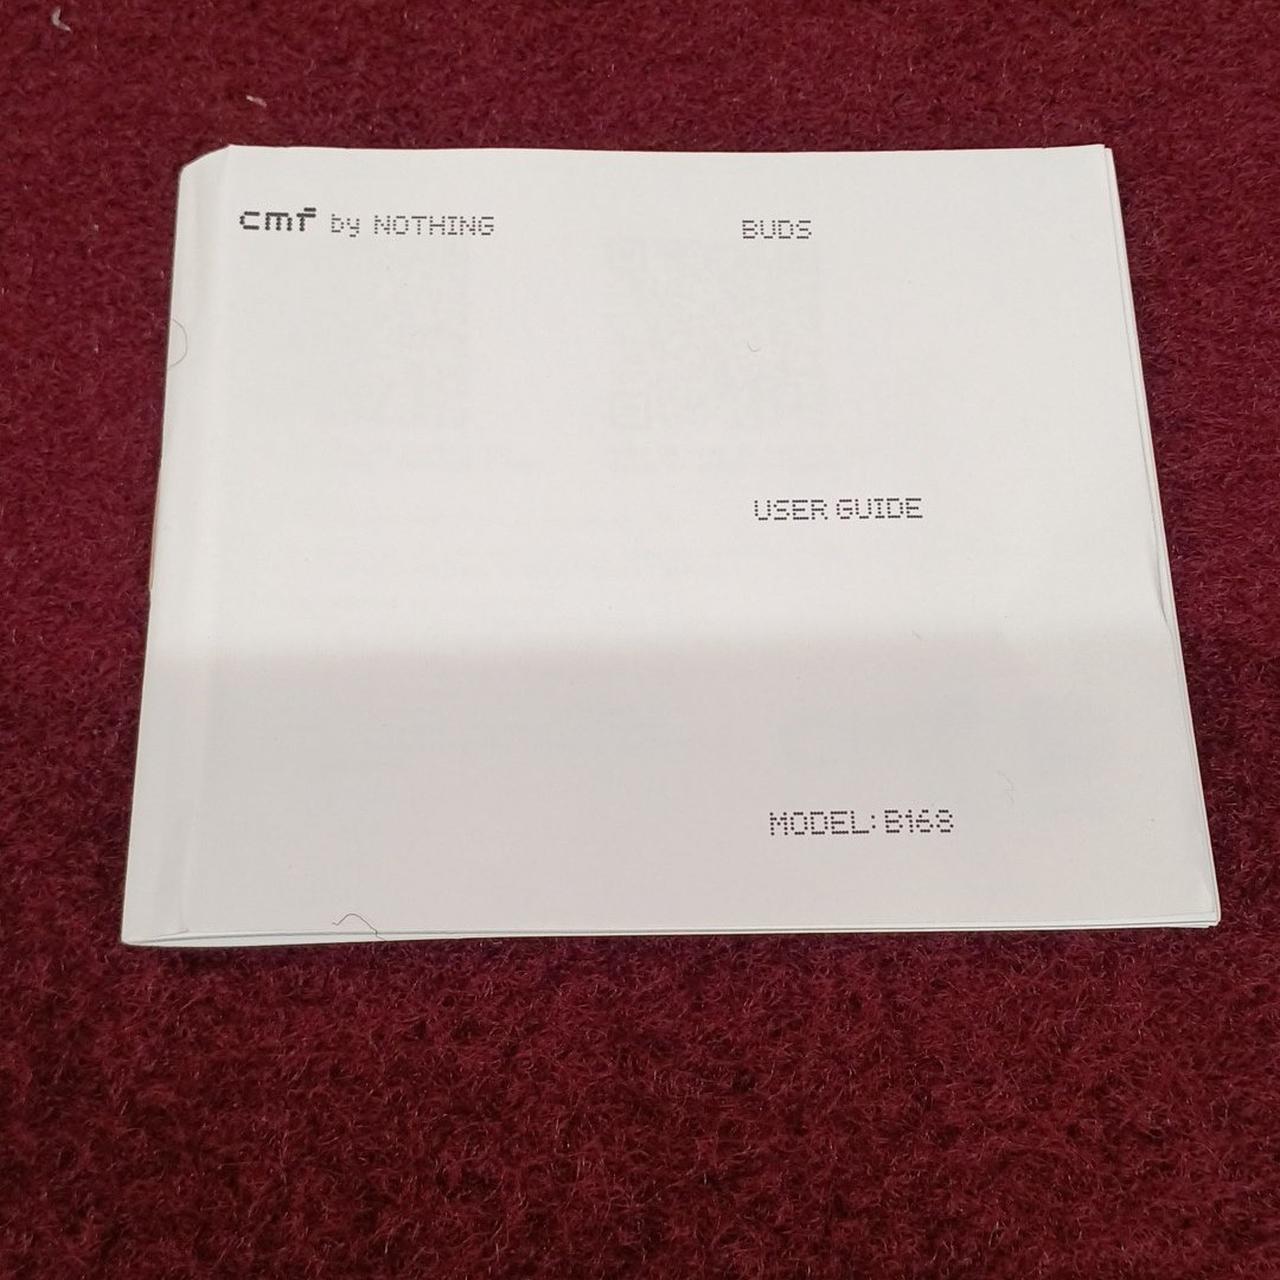 cmf by NOTHING
BUDS
USER GUIDE
MODEL: B168